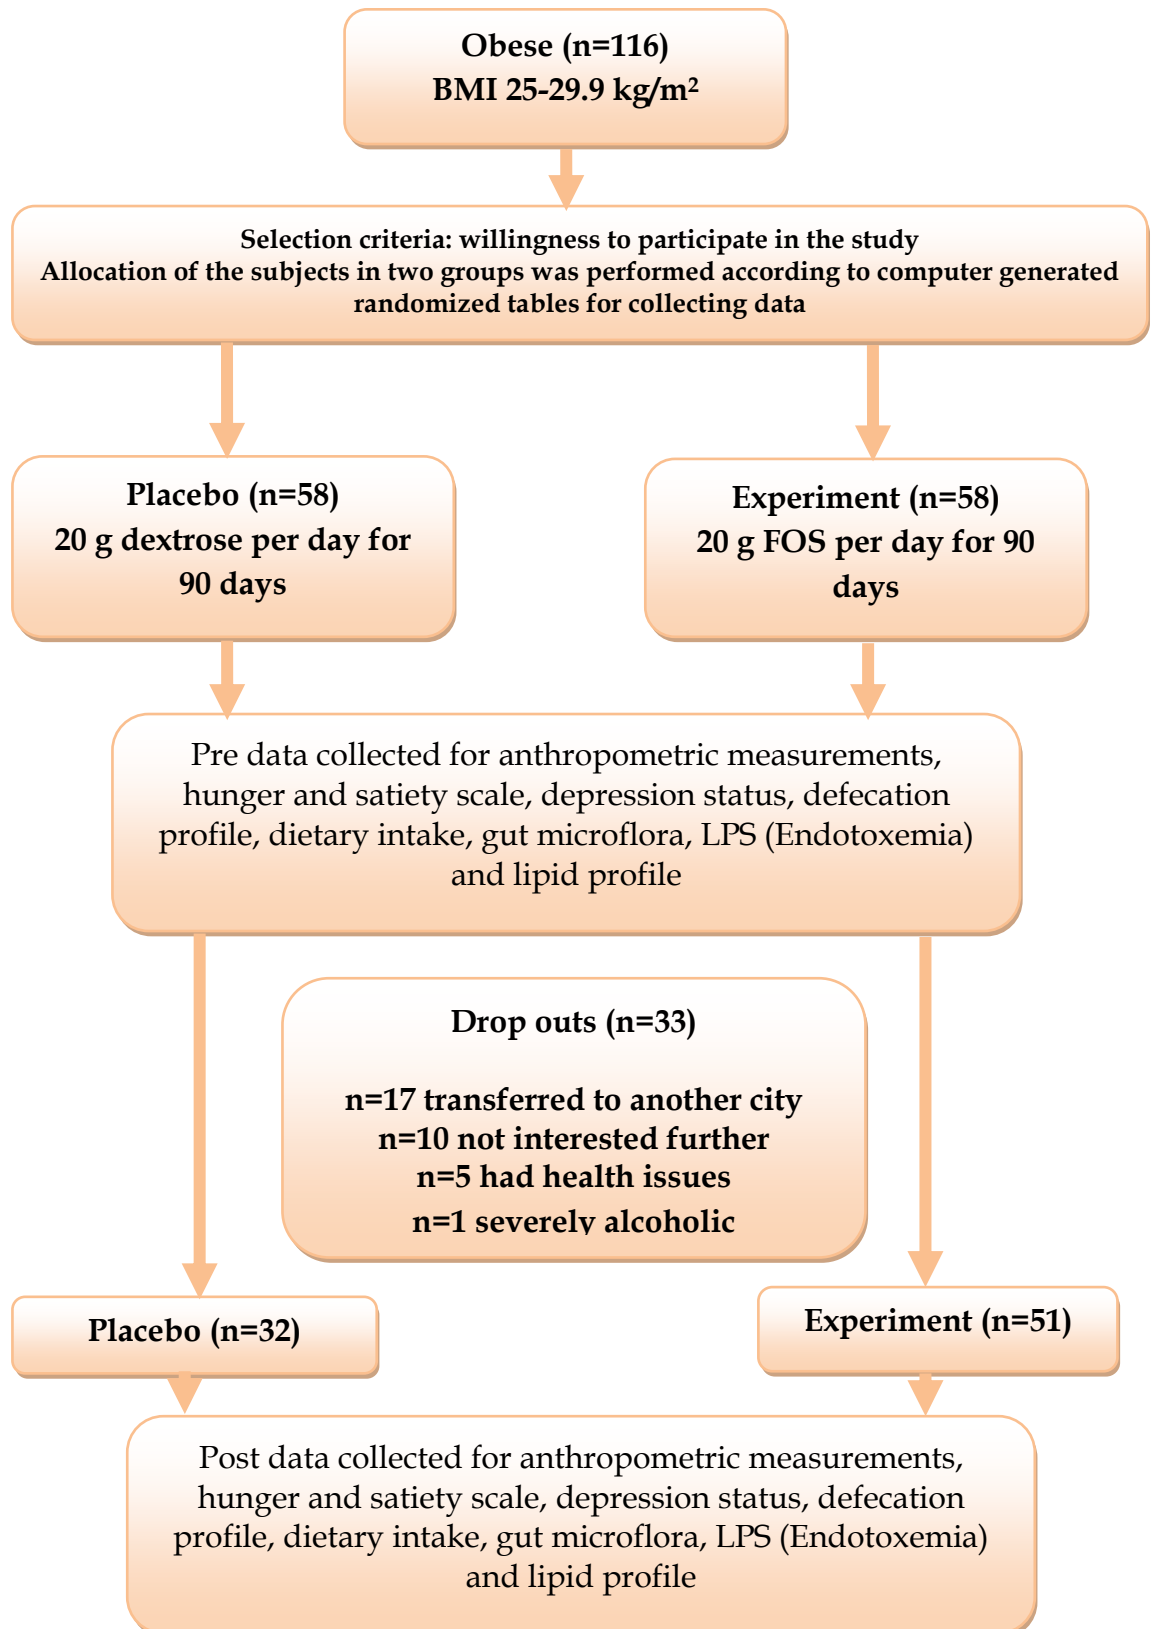 Obese (n=116)
BMI 25-29.9 kg/m²
Selection criteria: willingness to participate in the study
Allocation of the subjects in two groups was performed according to computer generated
randomized tables for collecting data
Placebo (n=58)
20 g dextrose per day for
90 days
Experiment (n=58)
20 g FOS per day for 90
days
Pre data collected for anthropometric measurements,
hunger and satiety scale, depression status, defecation
profile, dietary intake, gut microflora, LPS (Endotoxemia)
and lipid profile
Drop outs (n=33)
n=17 transferred to another city
n=10 not interested further
n=5 had health issues
n=1 severely alcoholic
Placebo (n=32)
Experiment (n=51)
Post data collected for anthropometric measurements,
hunger and satiety scale, depression status, defecation
profile, dietary intake, gut microflora, LPS (Endotoxemia)
and lipid profile